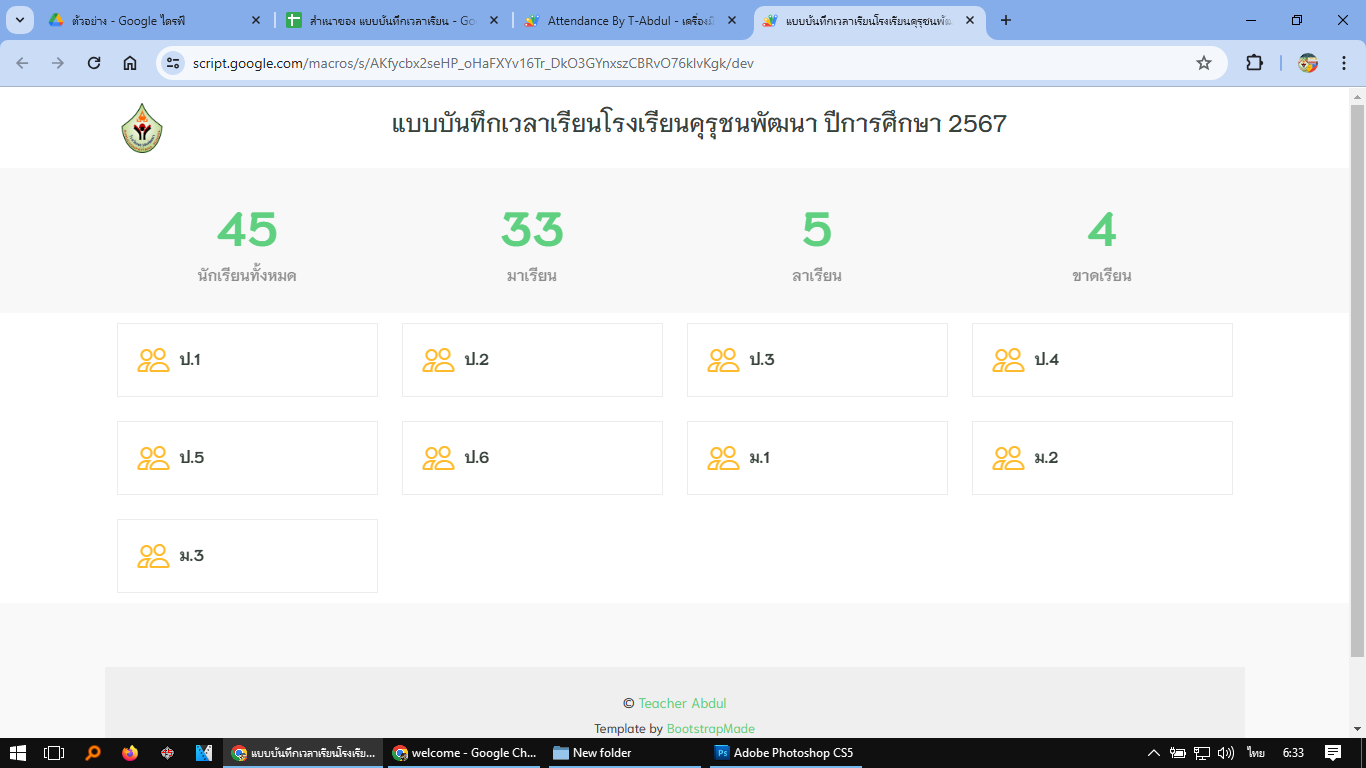 ตัวอย่าง - Google ไดรฟ์
สำเนาของ แบบบันทึกเวลาเรียน - Goo
Attendance By T-Abdul - เครื่องมื
แบบบันทึกเวลาเรียนโรงเรียนคุรุชนพัฒ
script.google.com/macros/s/AKfycbx2seHP_oHaFXYv16Tr_DkO3GYnxszCBRvO76kIvKgk/dev
แบบบันทึกเวลาเรียนโรงเรียนคุรุชนพัฒนา ปีการศึกษา 2567
45 33 5 4
นักเรียนทั้งหมด มาเรียน ลาเรียน ขาดเรียน
ป.1 ป.2 ป.3 ป.4
ป.5 ป.6 ม.1 ม.2
ม.3
© Teacher Abdul
Template by BootstrapMade
แบบบันทึกเวลาเรียนโรงเรีย... welcome - Google Ch... New folder Ps Adobe Photoshop CS5 ไทย 6:33